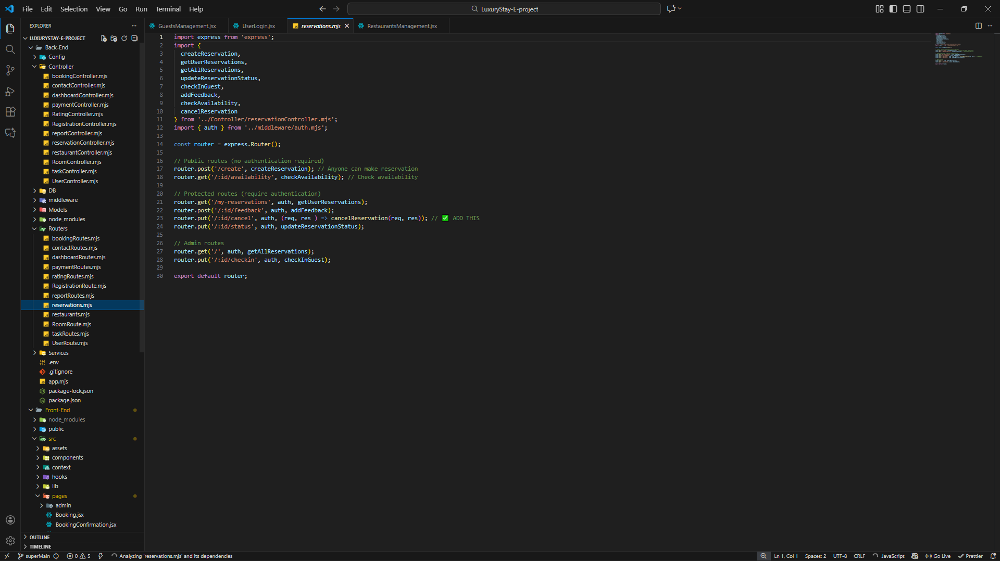 File Edit Selection View Go Run Terminal Help
LuxuryStay-E-project
EXPLORER
LUXURYSTAY-E-PROJECT
Back-End
Config
Controller
bookingController.mjs
contactController.mjs
dashboardController.mjs
paymentController.mjs
RatingController.mjs
RegistrationController.mjs
reportController.mjs
reservationController.mjs
restaurantController.mjs
RoomController.mjs
taskController.mjs
UserController.mjs
DB
middleware
Models
node_modules
Routers
bookingRoutes.mjs
contactRoutes.mjs
dashboardRoutes.mjs
paymentRoutes.mjs
ratingRoutes.mjs
RegistrationRoute.mjs
reportRoutes.mjs
reservations.mjs
restaurants.mjs
RoomRoute.mjs
taskRoutes.mjs
UserRoute.mjs
Services
.env
.gitignore
app.mjs
package-lock.json
package.json
Front-End
node_modules
public
src
assets
components
context
hooks
lib
pages
admin
Booking.jsx
BookingConfirmation.jsx
OUTLINE
TIMELINE
GuestsManagement.jsx UserLogin.jsx reservations.mjs RestaurantsManagement.jsx
1 import express from 'express';
2 import {
3 createReservation,
4 getUserReservations,
5 getAllReservations,
6 updateReservationStatus,
7 checkInGuest,
8 addFeedback,
9 checkAvailability,
10 cancelReservation
11 } from '../Controller/reservationController.mjs';
12 import { auth } from '../middleware/auth.mjs';
13
14 const router = express.Router();
15
16 // Public routes (no authentication required)
17 router.post('/create', createReservation); // Anyone can make reservation
18 router.get('/:id/availability', checkAvailability); // Check availability
19
20 // Protected routes (require authentication)
21 router.get('/my-reservations', auth, getUserReservations);
22 router.post('/:id/feedback', auth, addFeedback);
23 router.put('/:id/cancel', auth, (req, res ) => cancelReservation(req, res)); // ✅ ADD THIS
24 router.put('/:id/status', auth, updateReservationStatus);
25
26 // Admin routes
27 router.get('/', auth, getAllReservations);
28 router.put('/:id/checkin', auth, checkInGuest);
29
30 export default router;
superMain 0 5 Analyzing 'reservations.mjs' and its dependencies Ln 1, Col 1 Spaces: 2 UTF-8 CRLF JavaScript Go Live Prettier